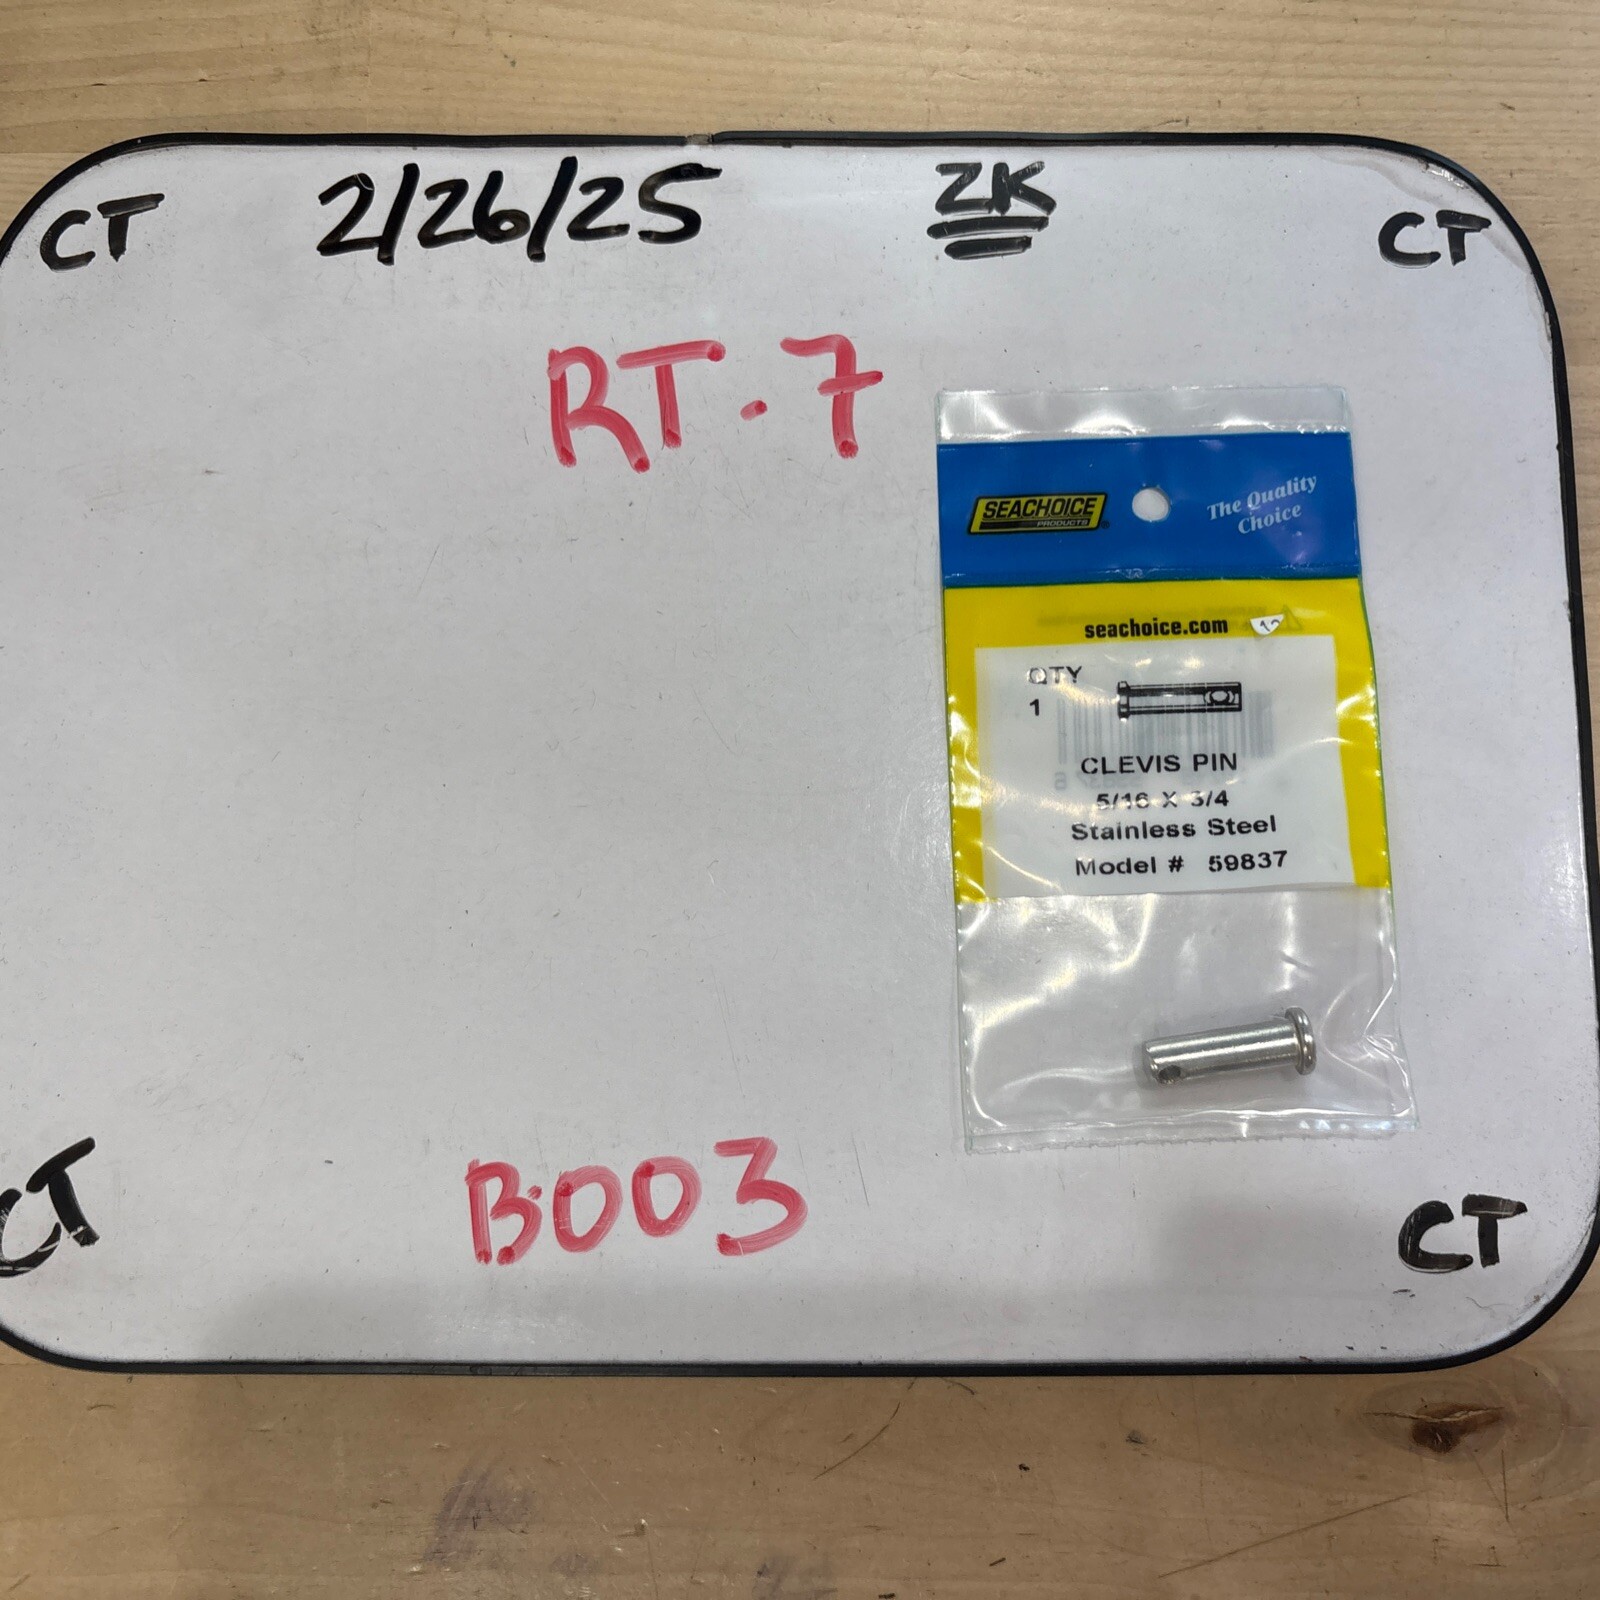 CT
2/26/25
ZK
CT
RT-7
SEACHOICE
PRODUCTS
The Quality
Choice
seachoice.com
QTY
1
CLEVIS PIN
5/16 X 3/4
Stainless Steel
Model # 59837
B003
CT
CT